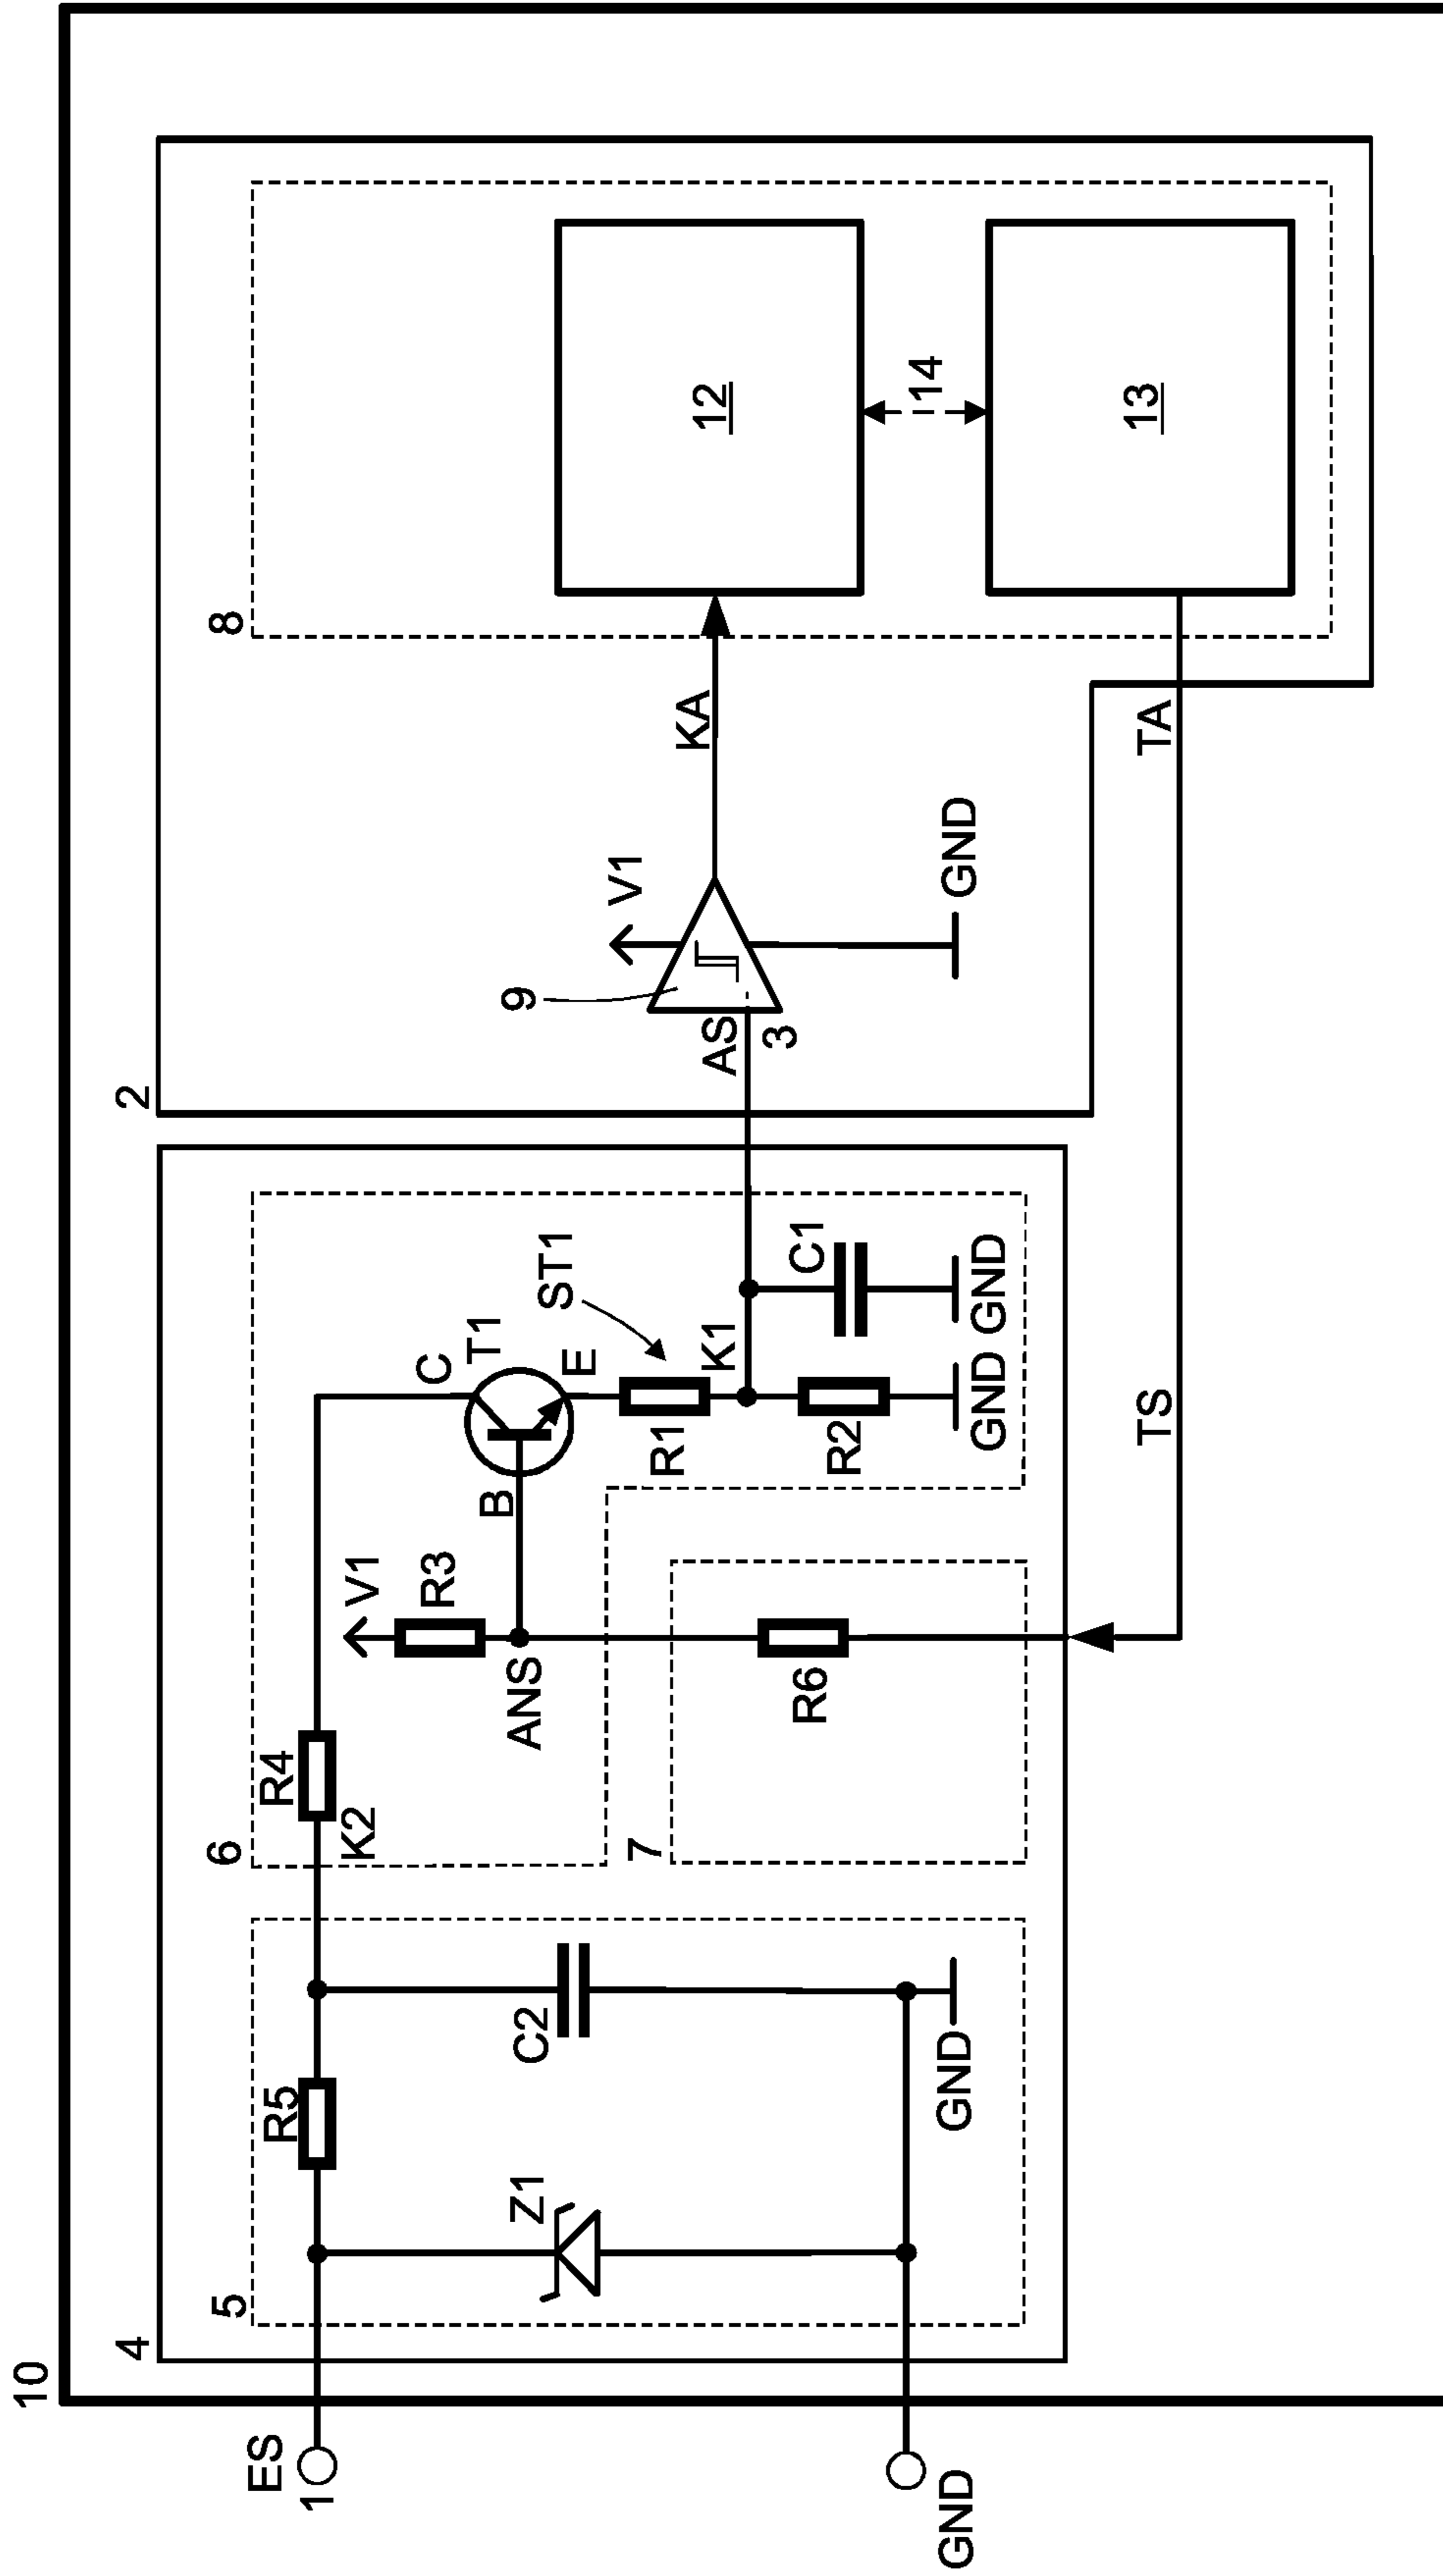 10
4
5
6
7
2
8
ES
1
GND
R5
Z1
C2
GND
R4
K2
V1
R3
ANS
B
C
T1
E
ST1
R1
K1
R2
C1
GND
GND
R6
TS
AS
3
9
V1
GND
KA
TA
12
14
13